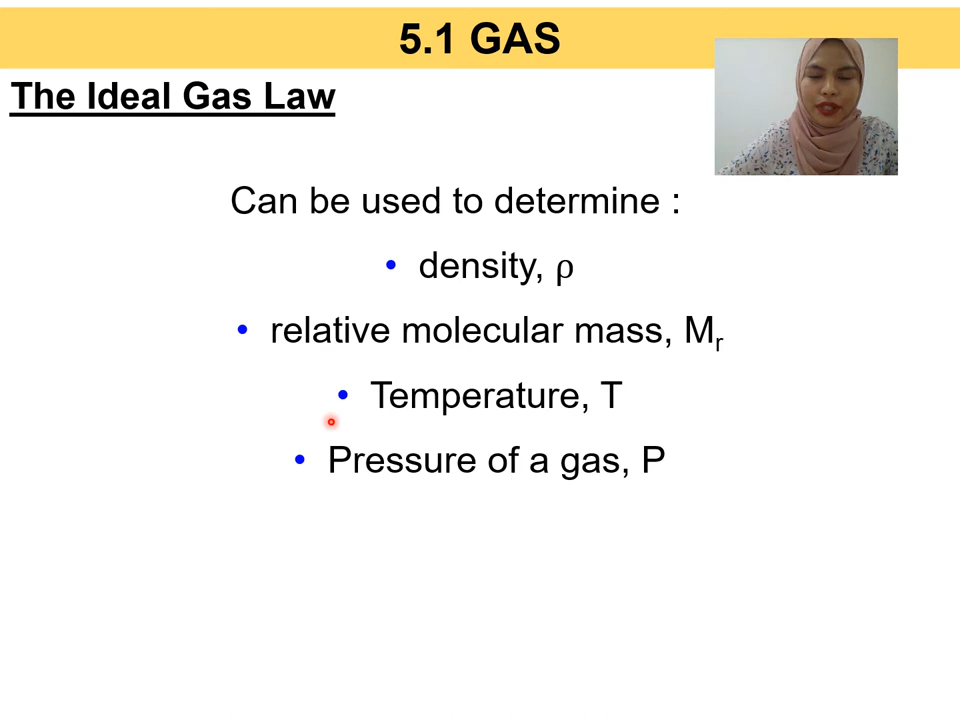 5.1 GAS
The Ideal Gas Law
Can be used to determine :
• density, ρ
• relative molecular mass, Mr
• Temperature, T
• Pressure of a gas, P